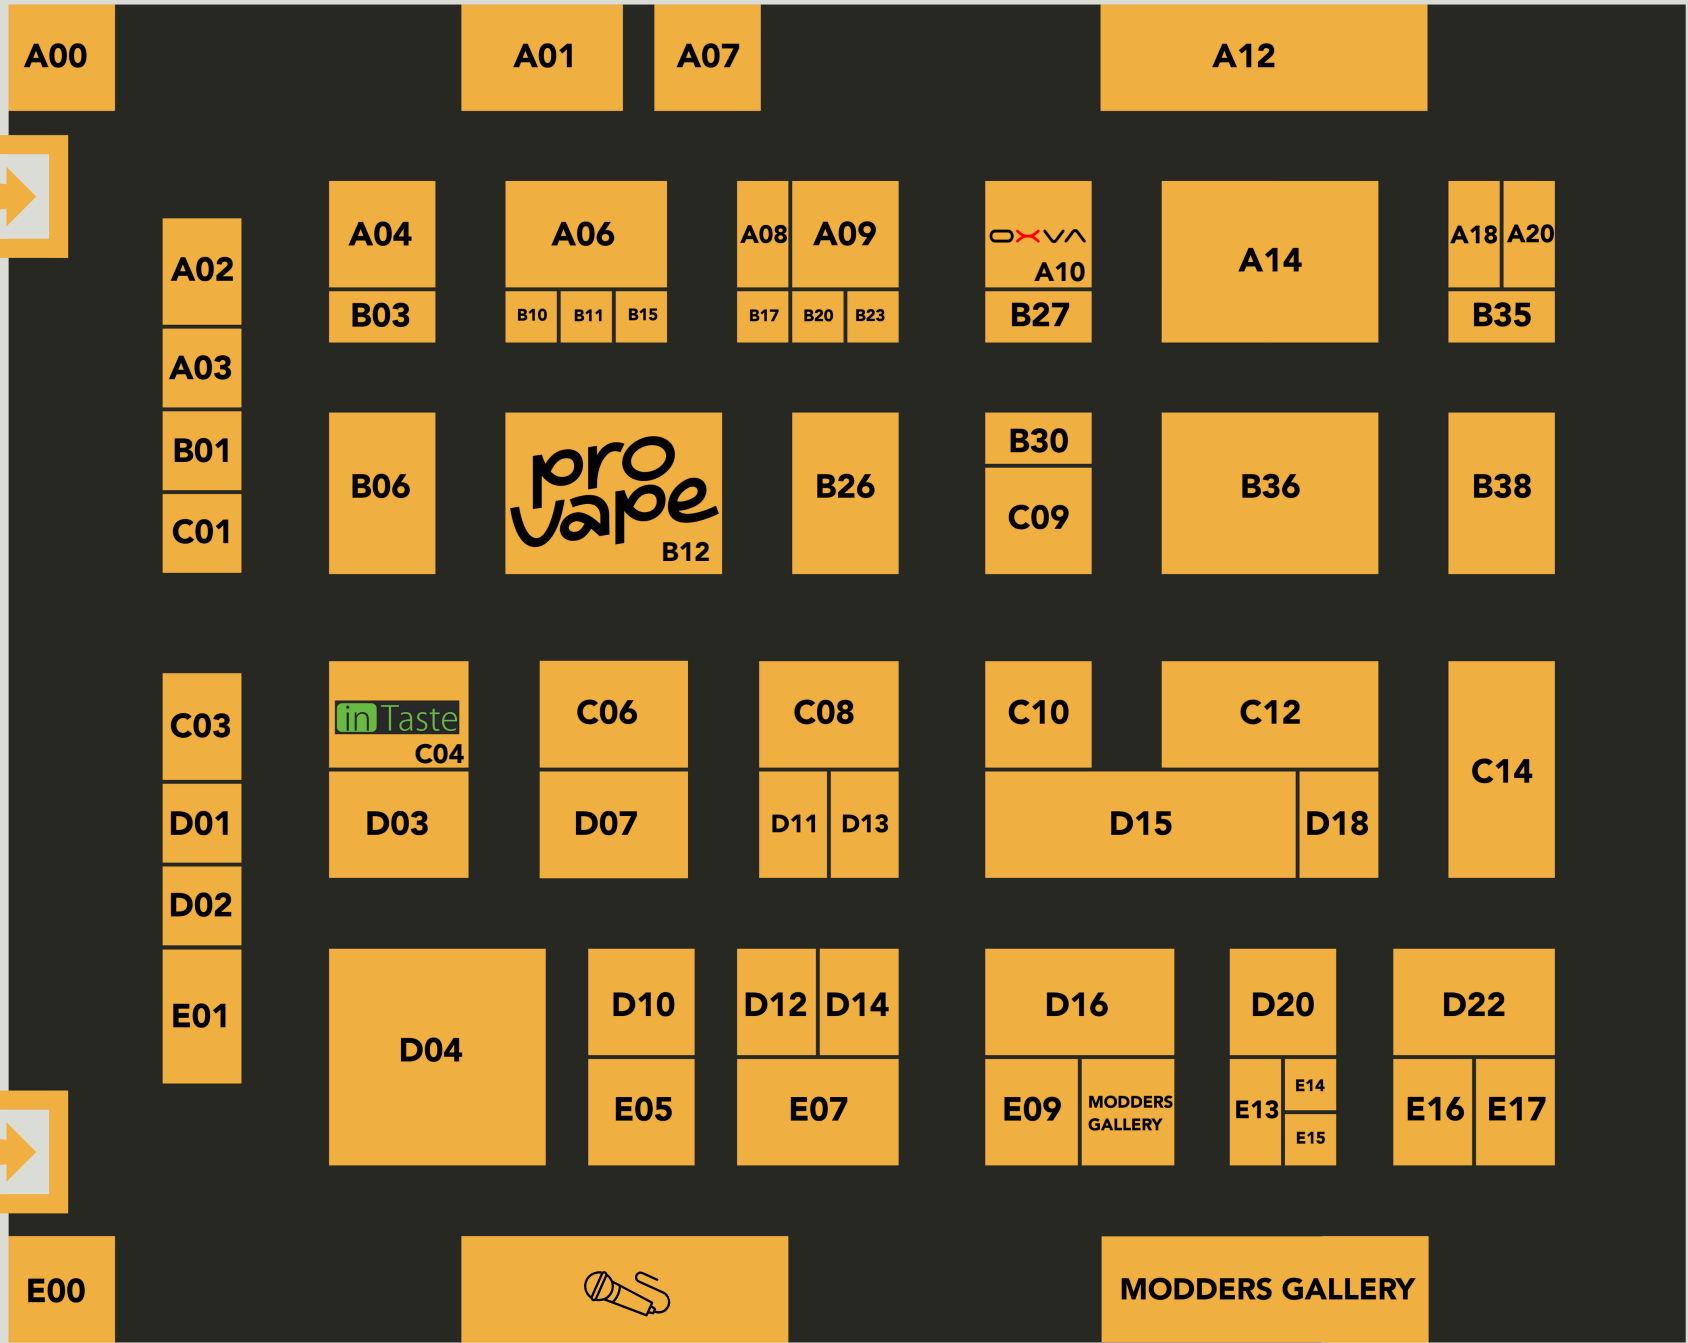 A00
A01
A07
A12
A02
A03
B01
C01
A04
B03
A06
B10 B11 B15
A08 A09
B17 B20 B23
OXVA
A10
B27
A14
A18 A20
B35
B06
pro
vape
B12
B26
B30
C09
B36
B38
C03
D01
D02
E01
in Taste
C04
D03
C06
D07
C08
D11 D13
C10
C12
D15 D18
C14
D04
D10
E05
D12 D14
E07
D16
E09
MODDERS
GALLERY
D20
E13
E14
E15
D22
E16 E17
E00
MODDERS GALLERY